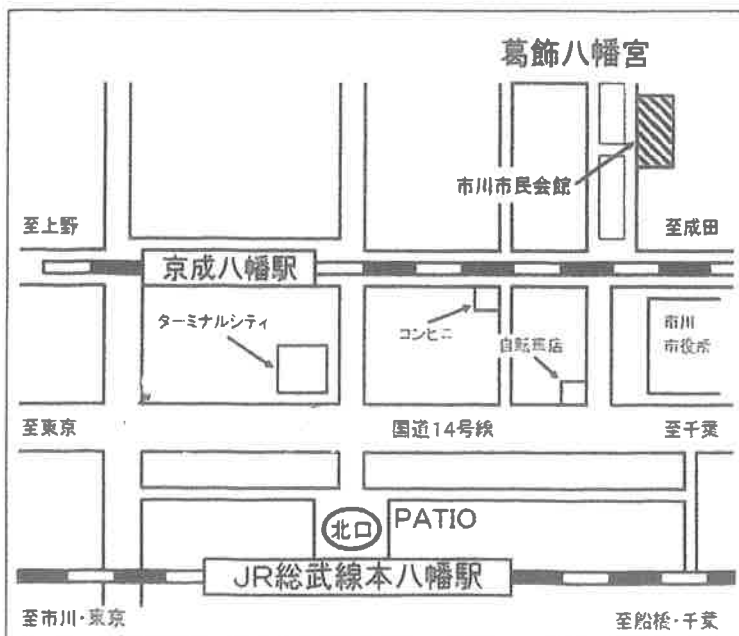 葛飾八幡宮
市川市民会館
至上野
至成田
京成八幡駅
ターミナルシティ
コンビニ
自転車店
市川
市役所
至東京
国道14号線
至千葉
北口
PATIO
JR総武線本八幡駅
至市川・東京
至船橋・千葉